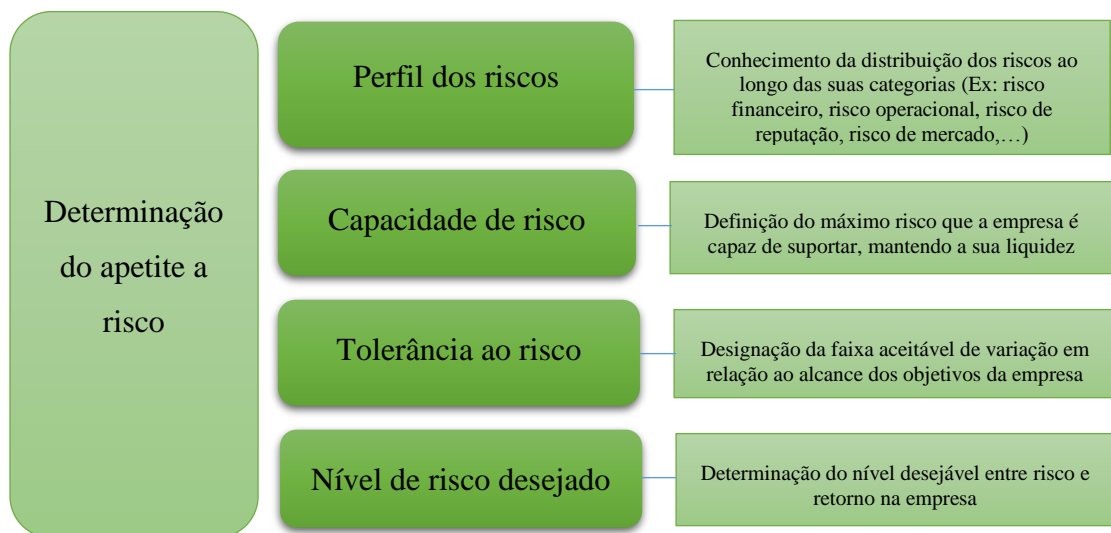 Determinação
do apetite a
risco
Perfil dos riscos
Conhecimento da distribuição dos riscos ao
longo das suas categorias (Ex: risco
financeiro, risco operacional, risco de
reputação, risco de mercado,…)
Capacidade de risco
Definição do máximo risco que a empresa é
capaz de suportar, mantendo a sua liquidez
Tolerância ao risco
Designação da faixa aceitável de variação em
relação ao alcance dos objetivos da empresa
Nível de risco desejado
Determinação do nível desejável entre risco e
retorno na empresa